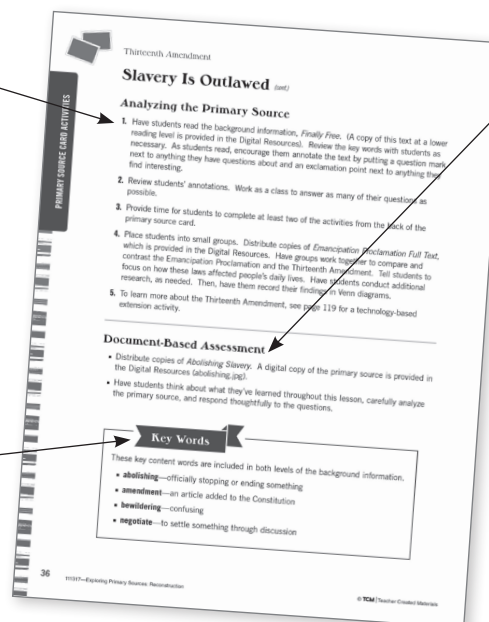 Thirteenth Amendment
Slavery Is Outlawed (cont.)
PRIMARY SOURCE CARD ACTIVITIES
Analyzing the Primary Source
1. Have students read the background information, Finally Free. (A copy of this text at a lower
reading level is provided in the Digital Resources). Review the key words with students as
necessary. As students read, encourage them annotate the text by putting a question mark
next to anything they have questions about and an exclamation point next to anything they
find interesting.
2. Review students' annotations. Work as a class to answer as many of their questions as
possible.
3. Provide time for students to complete at least two of the activities from the back of the
primary source card.
4. Place students into small groups. Distribute copies of Emancipation Proclamation Full Text,
which is provided in the Digital Resources. Have groups work together to compare and
contrast the Emancipation Proclamation and the Thirteenth Amendment. Tell students to
focus on how these laws affected people's daily lives. Have students conduct additional
research, as needed. Then, have them record their findings in Venn diagrams.
5. To learn more about the Thirteenth Amendment, see page 119 for a technology-based
extension activity.
Document-Based Assessment
• Distribute copies of Abolishing Slavery. A digital copy of the primary source is provided in
the Digital Resources (abolishing.jpg).
• Have students think about what they've learned throughout this lesson, carefully analyze
the primary source, and respond thoughtfully to the questions.
Key Words
These key content words are included in both levels of the background information.
• abolishing—officially stopping or ending something
• amendment—an article added to the Constitution
• bewildering—confusing
• negotiate—to settle something through discussion
36
111317—Exploring Primary Sources: Reconstruction
© TCM | Teacher Created Materials